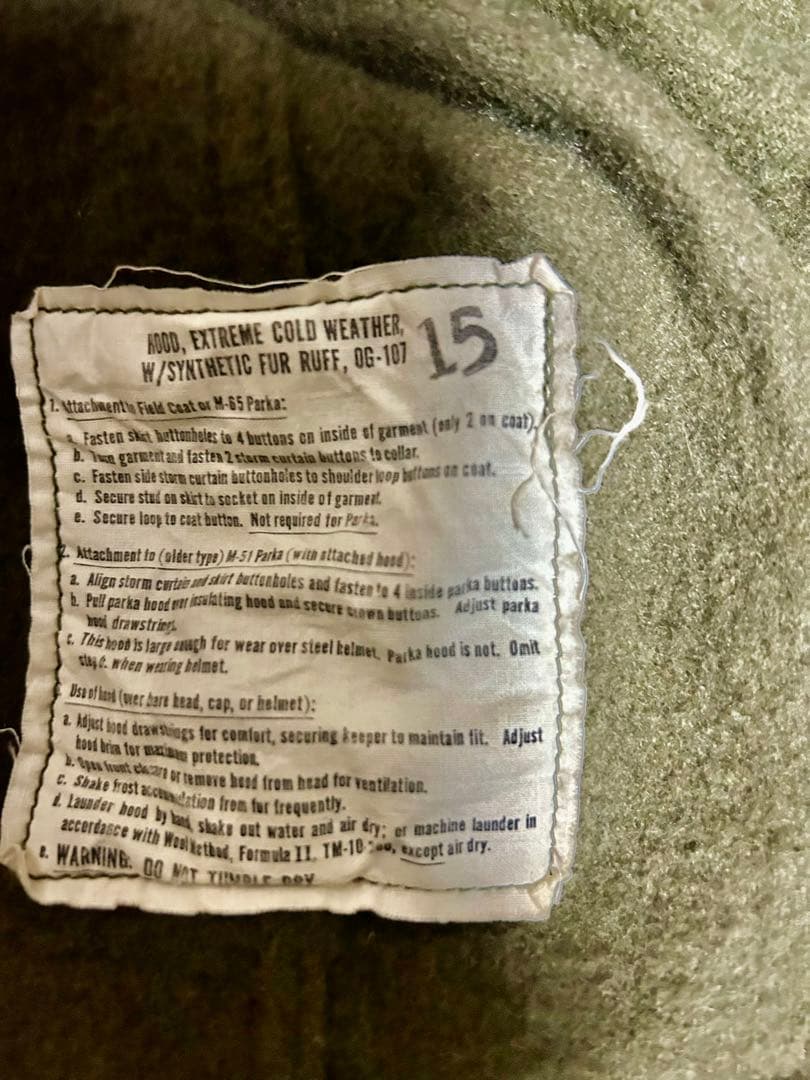 HOOD, EXTREME COLD WEATHER,
W/SYNTHETIC FUR RUFF, OG-107
15
1. Attachment to Field Coat or M-65 Parka:
a. Fasten skirt buttonholes to 4 buttons on inside of garment (only 2 on coat).
b. Turn garment and fasten 2 storm curtain buttons to collar.
c. Fasten side storm curtain buttonholes to shoulder loop buttons on coat.
d. Secure stud on skirt to socket on inside of garment.
e. Secure loop to coat button. Not required for Parka.
2. Attachment to (older type) M-51 Parka (with attached hood):
a. Align storm curtain and skirt buttonholes and fasten to 4 inside parka buttons.
b. Pull parka hood over insulating hood and secure crown buttons. Adjust parka
hood drawstrings.
c. This hood is large enough for wear over steel helmet. Parka hood is not. Omit
step b. when wearing helmet.
Use of hood (over bare head, cap, or helmet):
a. Adjust hood drawstrings for comfort, securing keeper to maintain fit. Adjust
hood brim for maximum protection.
b. Open front closure or remove hood from head for ventilation.
c. Shake frost accumulation from fur frequently.
d. Launder hood by hand, shake out water and air dry; or machine launder in
accordance with Wool Method, Formula II, TM-10 except air dry.
e. WARNING. DO NOT TUMBLE DRY